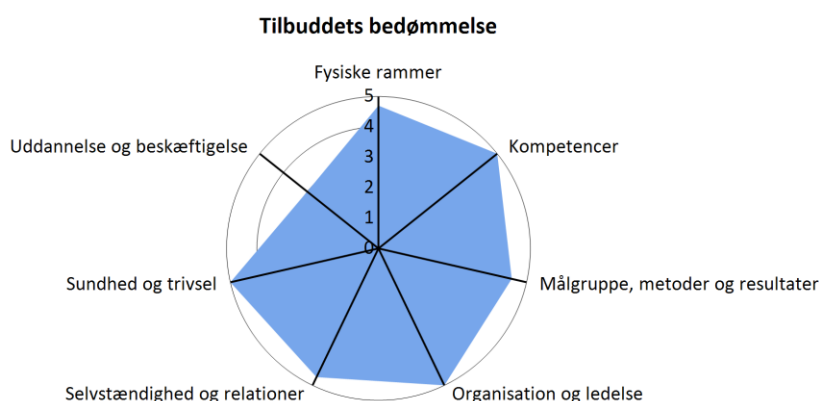 Tilbuddets bedømmelse
Fysiske rammer
5
4
3
2
1
0
Uddannelse og beskæftigelse
Kompetencer
Sundhed og trivsel
Målgruppe, metoder og resultater
Selvstændighed og relationer
Organisation og ledelse